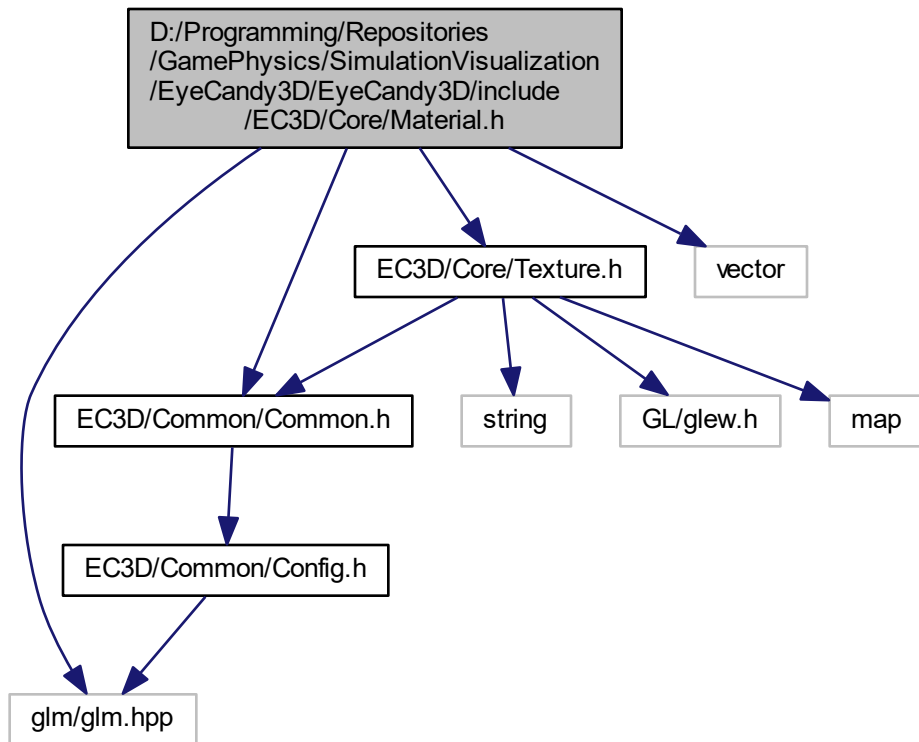 D:/Programming/Repositories
/GamePhysics/SimulationVisualization
/EyeCandy3D/EyeCandy3D/include
/EC3D/Core/Material.h
EC3D/Core/Texture.h
vector
EC3D/Common/Common.h
string
GL/glew.h
map
EC3D/Common/Config.h
glm/glm.hpp